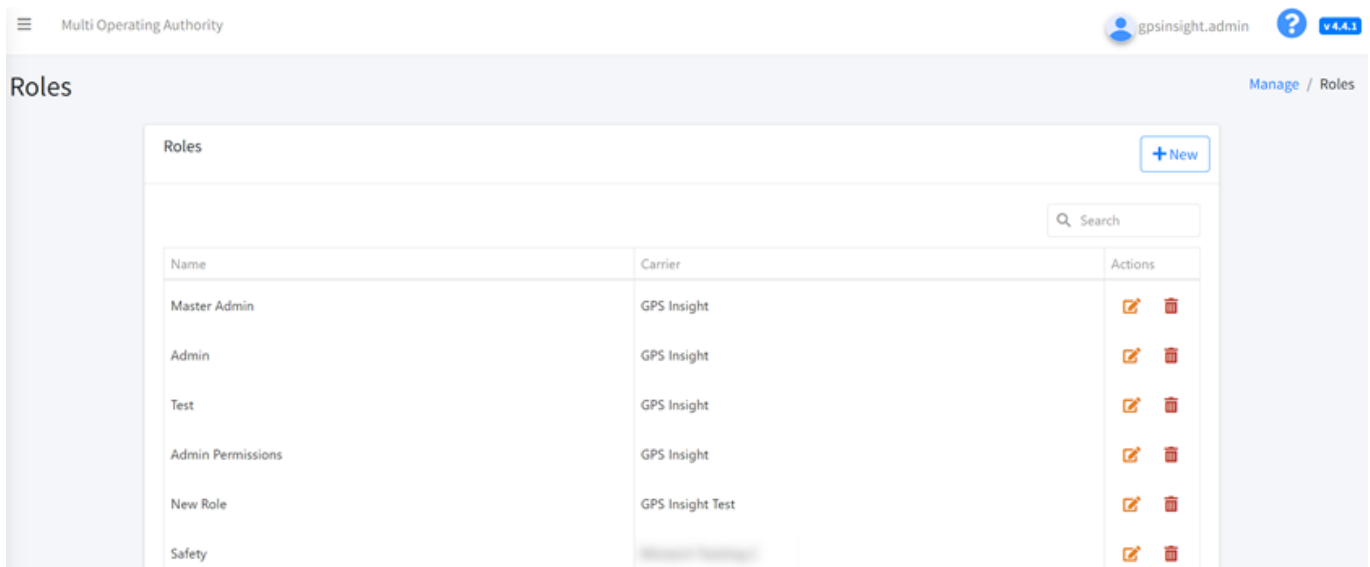 Multi Operating Authority gpsinsight.admin ? v 4.4.1
Roles Manage / Roles
Roles New
Search
Name Carrier Actions
Master Admin GPS Insight
Admin GPS Insight
Test GPS Insight
Admin Permissions GPS Insight
New Role GPS Insight Test
Safety